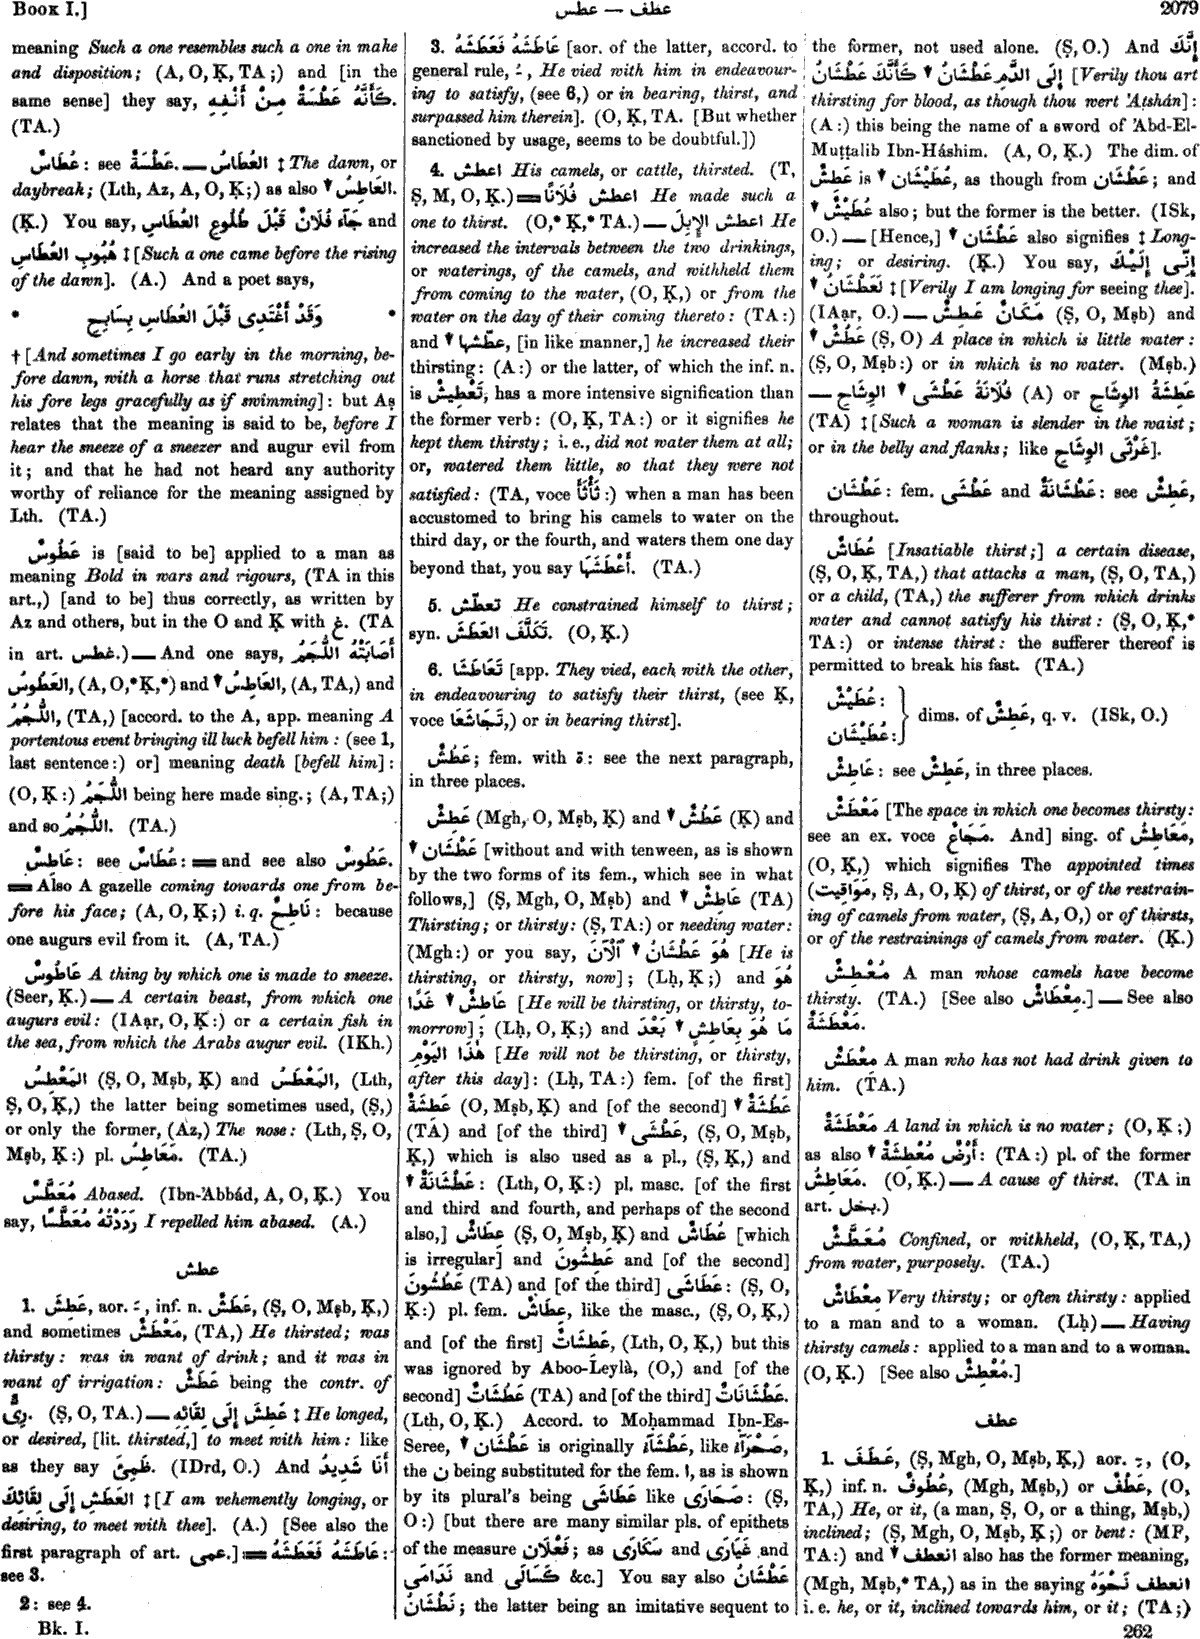 Book I.]
عطس — عطف
2079
meaning Such a one resembles such a one in make
and disposition; (A, O, Ḳ, TA;) and [in the
same sense] they say, كَأَنَّهُ عَطْسَةٌ مِنْ أَنْفِهِ.
(TA.)
عُطَاسٌ: see عَطْسَةٌ. — العُطَاسُ ‡ The dawn, or
daybreak; (Lth, Az, A, O, Ḳ;) as also ▼ العَاطِسُ.
(Ḳ.) You say, جَآءَ فُلَانٌ قَبْلَ طُلُوعِ العُطَاسِ and
هُبُوبِ العُطَاسِ ‡ [Such a one came before the rising
of the dawn]. (A.) And a poet says,
* وَقَدْ أَغْتَدِى قَبْلَ العُطَاسِ بِسَابِحٍ *
† [And sometimes I go early in the morning, be-
fore dawn, with a horse that runs stretching out
his fore legs gracefully as if swimming]: but Aṣ
relates that the meaning is said to be, before I
hear the sneeze of a sneezer and augur evil from
it; and that he had not heard any authority
worthy of reliance for the meaning assigned by
Lth. (TA.)
عَطُوسٌ is [said to be] applied to a man as
meaning Bold in wars and rigours, (TA in this
art.,) [and to be] thus correctly, as written by
Az and others, but in the O and Ḳ with غ. (TA
in art. غطس.) — And one says, أَصَابَتْهُ اللُّجَمُ
العَطُوسُ, (A, O,* Ḳ,*) and ▼ العَاطِسُ, (A, TA,) and
اللُّجُمُ, (TA,) [accord. to the A, app. meaning A
portentous event bringing ill luck befell him: (see 1,
last sentence:) or] meaning death [befell him]:
(O, Ḳ:) اللُّجَمُ being here made sing.; (A, TA;)
and so اللُّجُمُ. (TA.)
عَاطِسٌ: see عُطَاسٌ: ═ and see also عَطُوسٌ.
═ Also A gazelle coming towards one from be-
fore his face; (A, O, Ḳ;) i. q. نَاطِحٌ: because
one augurs evil from it. (A, TA.)
عَاطُوسٌ A thing by which one is made to sneeze.
(Seer, Ḳ.) — A certain beast, from which one
augurs evil: (IAạr, O, Ḳ:) or a certain fish in
the sea, from which the Arabs augur evil. (IKh.)
المَعْطِسُ (Ṣ, O, Mṣb, Ḳ) and المَعْطَسُ, (Lth,
Ṣ, O, Ḳ,) the latter being sometimes used, (Ṣ,)
or only the former, (Az,) The nose: (Lth, Ṣ, O,
Mṣb, Ḳ:) pl. مَعَاطِسُ. (TA.)
مُعَطَّسٌ Abased. (Ibn-'Abbád, A, O, Ḳ.) You
say, رَدَدْتُهُ مُعَطَّسًا I repelled him abased. (A.)
عطش
1. عَطِشَ, aor. ـَ, inf. n. عَطَشٌ, (Ṣ, O, Mṣb, Ḳ,)
and sometimes مَعْطَشٌ, (TA,) He thirsted; was
thirsty: was in want of drink; and it was in
want of irrigation: عَطَشٌ being the contr. of
رِىٌّ. (Ṣ, O, TA.) — عَطِشَ إِلَى لِقَائِهِ ‡ He longed,
or desired, [lit. thirsted,] to meet with him: like
as they say ظَمِئَ. (IDrd, O.) And أَنَا شَدِيدُ
العَطَشِ إِلَى لِقَائِكَ ‡ [I am vehemently longing, or
desiring, to meet with thee]. (A.) [See also the
first paragraph of art. عمى.] ═ عَاطَشَهُ فَعَطَشَهُ:
see 3.
2: see 4.
Bk. I.
3. عَاطَشَهُ فَعَطَشَهُ [aor. of the latter, accord. to
general rule, ـُ, He vied with him in endeavour-
ing to satisfy, (see 6,) or in bearing, thirst, and
surpassed him therein]. (O, Ḳ, TA. [But whether
sanctioned by usage, seems to be doubtful.])
4. اعطش His camels, or cattle, thirsted. (T,
Ṣ, M, O, Ḳ.) ═ اعطش فُلَانًا He made such a
one to thirst. (O,* Ḳ,* TA.) — اعطش الإِبِلَ He
increased the intervals between the two drinkings,
or waterings, of the camels, and withheld them
from coming to the water, (O, Ḳ,) or from the
water on the day of their coming thereto: (TA:)
and ▼ عطّشها, [in like manner,] he increased their
thirsting: (A:) or the latter, of which the inf. n.
is تَعْطِيشٌ, has a more intensive signification than
the former verb: (O, Ḳ, TA:) or it signifies he
kept them thirsty; i. e., did not water them at all;
or, watered them little, so that they were not
satisfied: (TA, voce ثَأْثَأَ:) when a man has been
accustomed to bring his camels to water on the
third day, or the fourth, and waters them one day
beyond that, you say أَعْطَشَهَا. (TA.)
5. تعطّش He constrained himself to thirst;
syn. تَكَلَّفَ العَطَشَ. (O, Ḳ.)
6. تَعَاطَشَا [app. They vied, each with the other,
in endeavouring to satisfy their thirst, (see Ḳ,
voce تَجَاشَعَا,) or in bearing thirst].
عَطُشٌ; fem. with ة: see the next paragraph,
in three places.
عَطِشٌ (Mgh, O, Mṣb, Ḳ) and ▼ عَطُشٌ (Ḳ) and
▼ عَطْشَان [without and with tenween, as is shown
by the two forms of its fem., which see in what
follows,] (Ṣ, Mgh, O, Mṣb) and ▼ عَاطِشٌ (TA)
Thirsting; or thirsty: (Ṣ, TA:) or needing water:
(Mgh:) or you say, هُوَ عَطْشَانُ ▼ ٱلْآنَ [He is
thirsting, or thirsty, now]; (Lḥ, Ḳ;) and هُوَ
عَاطِشٌ ▼ غَدًا [He will be thirsting, or thirsty, to-
morrow]; (Lḥ, O, Ḳ;) and مَا هُوَ بِعَاطِشٍ ▼ بَعْدَ
هٰذَا اليَوْمِ [He will not be thirsting, or thirsty,
after this day]: (Lḥ, TA:) fem. [of the first]
عَطِشَةٌ (O, Mṣb, Ḳ) and [of the second] ▼ عَطُشَةٌ
(TA) and [of the third] ▼ عَطْشَى, (Ṣ, O, Mṣb,
Ḳ,) which is also used as a pl., (Ṣ, Ḳ,) and
▼ عَطْشَانَةٌ: (Lth, O, Ḳ:) pl. masc. [of the first
and third and fourth, and perhaps of the second
also,] عِطَاشٌ (Ṣ, O, Mṣb, Ḳ) and عُطَاشٌ [which
is irregular] and عَطِشُونَ and [of the second]
عَطُشُونَ (TA) and [of the third] عَطَاشَى: (Ṣ, O,
Ḳ:) pl. fem. عِطَاشٌ, like the masc., (Ṣ, O, Ḳ,)
and [of the first] عَطِشَاتٌ, (Lth, O, Ḳ,) but this
was ignored by Aboo-Leylà, (O,) and [of the
second] عَطُشَاتٌ (TA) and [of the third] عَطْشَانَاتٌ.
(Lth, O, Ḳ.) Accord. to Moḥammad Ibn-Es-
Seree, ▼ عَطْشَان is originally عَطْشَآءُ, like صَحْرَآءُ,
the ن being substituted for the fem. ا, as is shown
by its plural's being عَطَاشَى like صَحَارَى: (Ṣ,
O:) [but there are many similar pls. of epithets
of the measure فَعْلَان; as سَكَارَى and غَيَارَى and
نَدَامَى and كَسَالَى &c.] You say also عَطْشَانُ
نَطْشَانُ; the latter being an imitative sequent to
the former, not used alone. (Ṣ, O.) And إِنَّكَ
إِلَى الدَّمِ عَطْشَانُ ▼ كَأَنَّكَ عَطْشَانُ [Verily thou art
thirsting for blood, as though thou wert 'Aṭshán]:
(A:) this being the name of a sword of 'Abd-El-
Muṭṭalib Ibn-Háshim. (A, O, Ḳ.) The dim. of
عَطِشٌ is ▼ عُطَيْشَان, as though from عَطْشَان; and
▼ عُطَيْشٌ also; but the former is the better. (ISk,
O.) — [Hence,] ▼ عَطْشَان also signifies ‡ Long-
ing; or desiring. (Ḳ.) You say, إِنِّى إِلَيْكَ
▼ لَعَطْشَانُ ‡ [Verily I am longing for seeing thee].
(IAạr, O.) — مَكَانٌ عَطِشٌ (Ṣ, O, Mṣb) and
▼ عَطُشٌ (Ṣ, O) A place in which is little water:
(Ṣ, O, Mṣb:) or in which is no water. (Mṣb.)
— فُلَانَةُ عَطْشَى ▼ الوِشَاحِ (A) or عَطِشَةُ الوِشَاحِ
(TA) ‡ [Such a woman is slender in the waist;
or in the belly and flanks; like غَرْثَى الوِشَاحِ].
عَطْشَان: fem. عَطْشَى and عَطْشَانَةٌ: see عَطِشٌ,
throughout.
عُطَاشٌ [Insatiable thirst;] a certain disease,
(Ṣ, O, Ḳ, TA,) that attacks a man, (Ṣ, O, TA,)
or a child, (TA,) the sufferer from which drinks
water and cannot satisfy his thirst: (Ṣ, O, Ḳ,*
TA:) or intense thirst: the sufferer thereof is
permitted to break his fast. (TA.)
عُطَيْشٌ:
عُطَيْشَان: } dims. of عَطِشٌ, q. v. (ISk, O.)
عَاطِشٌ: see عَطِشٌ, in three places.
مَعْطَشٌ [The space in which one becomes thirsty:
see an ex. voce مَجَاعٌ. And] sing. of مَعَاطِشُ,
(O, Ḳ,) which signifies The appointed times
(مَوَاقِيت, Ṣ, A, O, Ḳ) of thirst, or of the restrain-
ing of camels from water, (Ṣ, A, O,) or of thirsts,
or of the restrainings of camels from water. (Ḳ.)
مُعْطِشٌ A man whose camels have become
thirsty. (TA.) [See also مِعْطَاشٌ.] — See also
مَعْطَشَةٌ.
مُعْطَشٌ A man who has not had drink given to
him. (TA.)
مَعْطَشَةٌ A land in which is no water; (O, Ḳ;)
as also ▼ أَرْضٌ مُعْطِشَةٌ: (TA:) pl. of the former
مَعَاطِشُ. (O, Ḳ.) — A cause of thirst. (TA in
art. بخل.)
مُعَطَّشٌ Confined, or withheld, (O, Ḳ, TA,)
from water, purposely. (TA.)
مِعْطَاشٌ Very thirsty; or often thirsty: applied
to a man and to a woman. (Lḥ) — Having
thirsty camels: applied to a man and to a woman.
(O, Ḳ.) [See also مُعْطِشٌ.]
عطف
1. عَطَفَ, (Ṣ, Mgh, O, Mṣb, Ḳ,) aor. ـِ, (O,
Ḳ,) inf. n. عُطُوفٌ, (Mgh, Mṣb,) or عَطْفٌ, (O,
TA,) He, or it, (a man, Ṣ, O, or a thing, Mṣb,)
inclined; (Ṣ, Mgh, O, Mṣb, Ḳ;) or bent: (MF,
TA:) and ▼ انعطف also has the former meaning,
(Mgh, Mṣb,* TA,) as in the saying انعطف نَحْوَهُ
i. e. he, or it, inclined towards him, or it; (TA;)
262